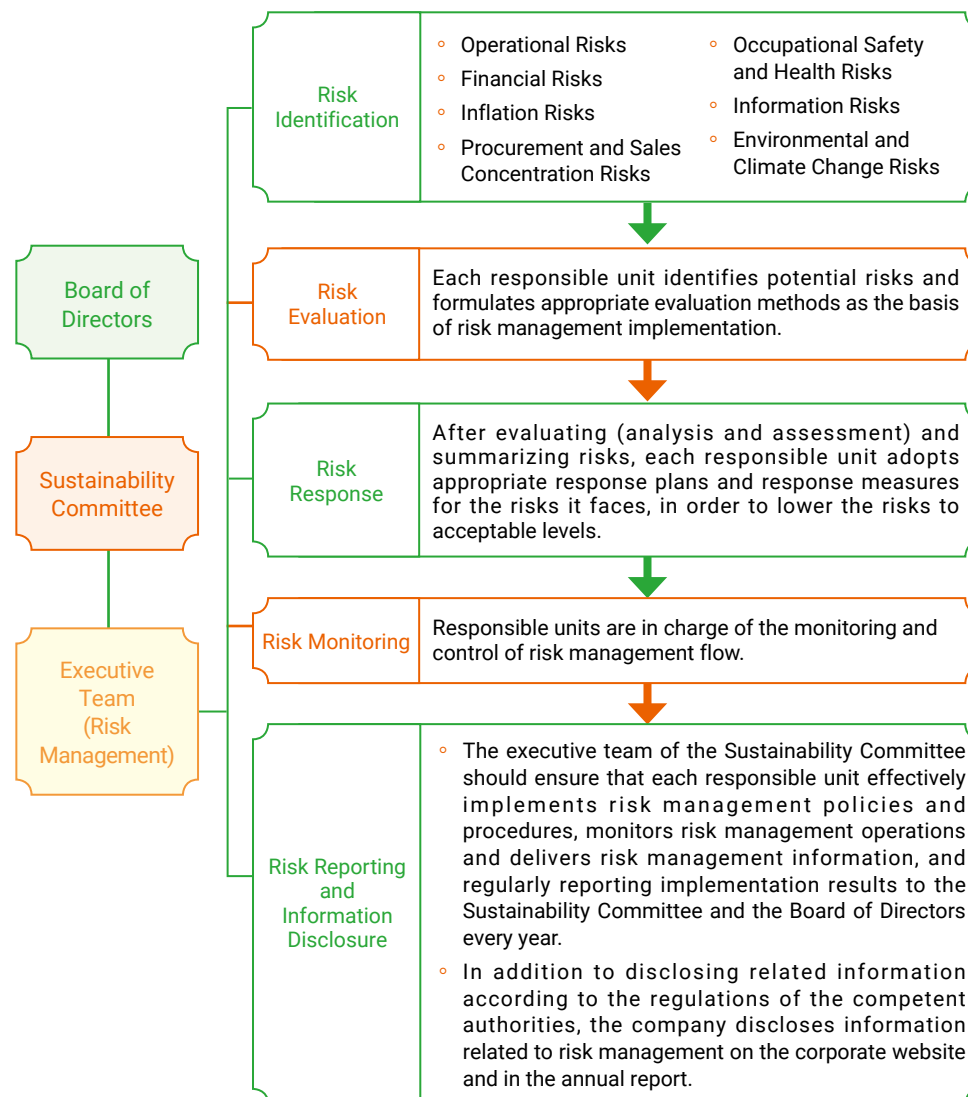 Board of
Directors
Sustainability
Committee
Executive
Team
(Risk
Management)
Risk
Identification
Operational Risks
Financial Risks
Inflation Risks
Procurement and Sales
Concentration Risks
Occupational Safety
and Health Risks
Information Risks
Environmental and
Climate Change Risks
Risk
Evaluation
Each responsible unit identifies potential risks and
formulates appropriate evaluation methods as the basis
of risk management implementation.
Risk
Response
After evaluating (analysis and assessment) and
summarizing risks, each responsible unit adopts
appropriate response plans and response measures
for the risks it faces, in order to lower the risks to
acceptable levels.
Risk Monitoring
Responsible units are in charge of the monitoring and
control of risk management flow.
Risk Reporting
and
Information
Disclosure
The executive team of the Sustainability Committee
should ensure that each responsible unit effectively
implements risk management policies and
procedures, monitors risk management operations
and delivers risk management information, and
regularly reporting implementation results to the
Sustainability Committee and the Board of Directors
every year.
In addition to disclosing related information
according to the regulations of the competent
authorities, the company discloses information
related to risk management on the corporate website
and in the annual report.